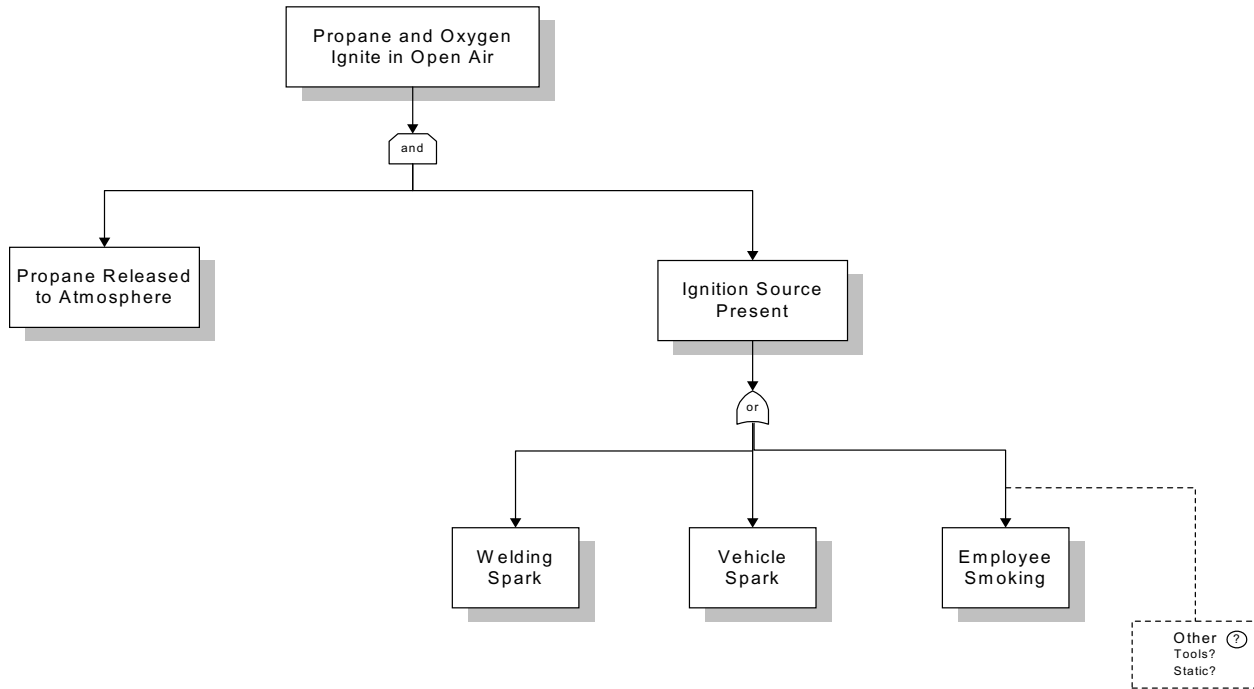 Propane and Oxygen
Ignite in Open Air
and
Propane Released
to Atmosphere
Ignition Source
Present
or
Welding
Spark
Vehicle
Spark
Employee
Smoking
Other ?
Tools?
Static?